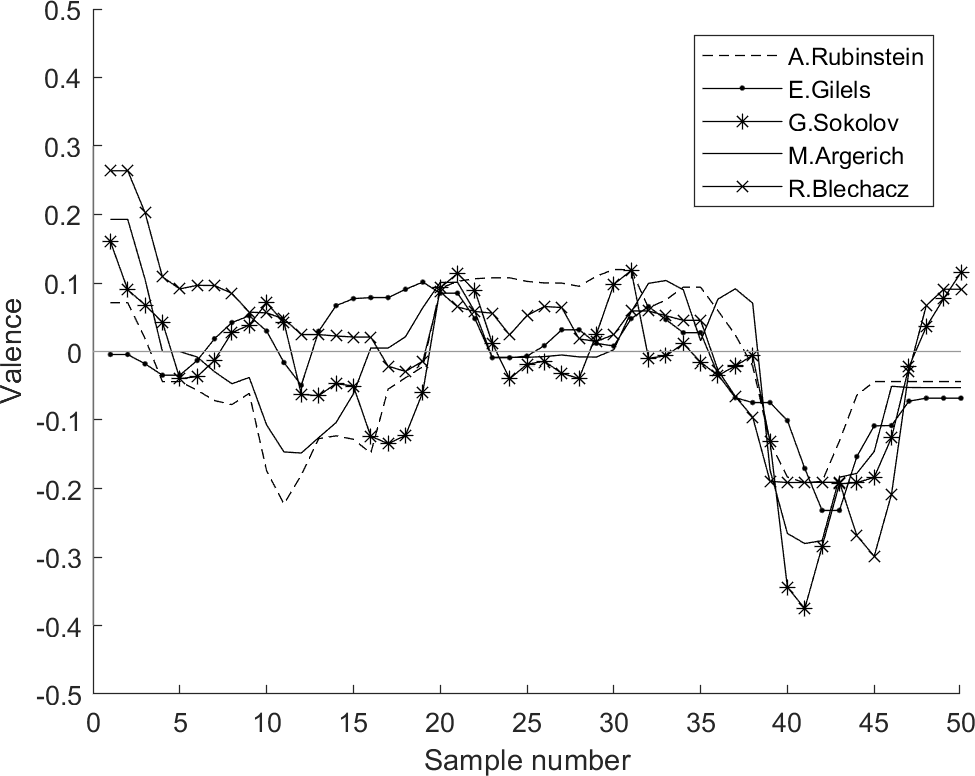 0.5
0.4
0.3
0.2
0.1
0
-0.1
-0.2
-0.3
-0.4
-0.5
Valence
A.Rubinstein
E.Gilels
G.Sokolov
M.Argerich
R.Blechacz
0 5 10 15 20 25 30 35 40 45 50
Sample number